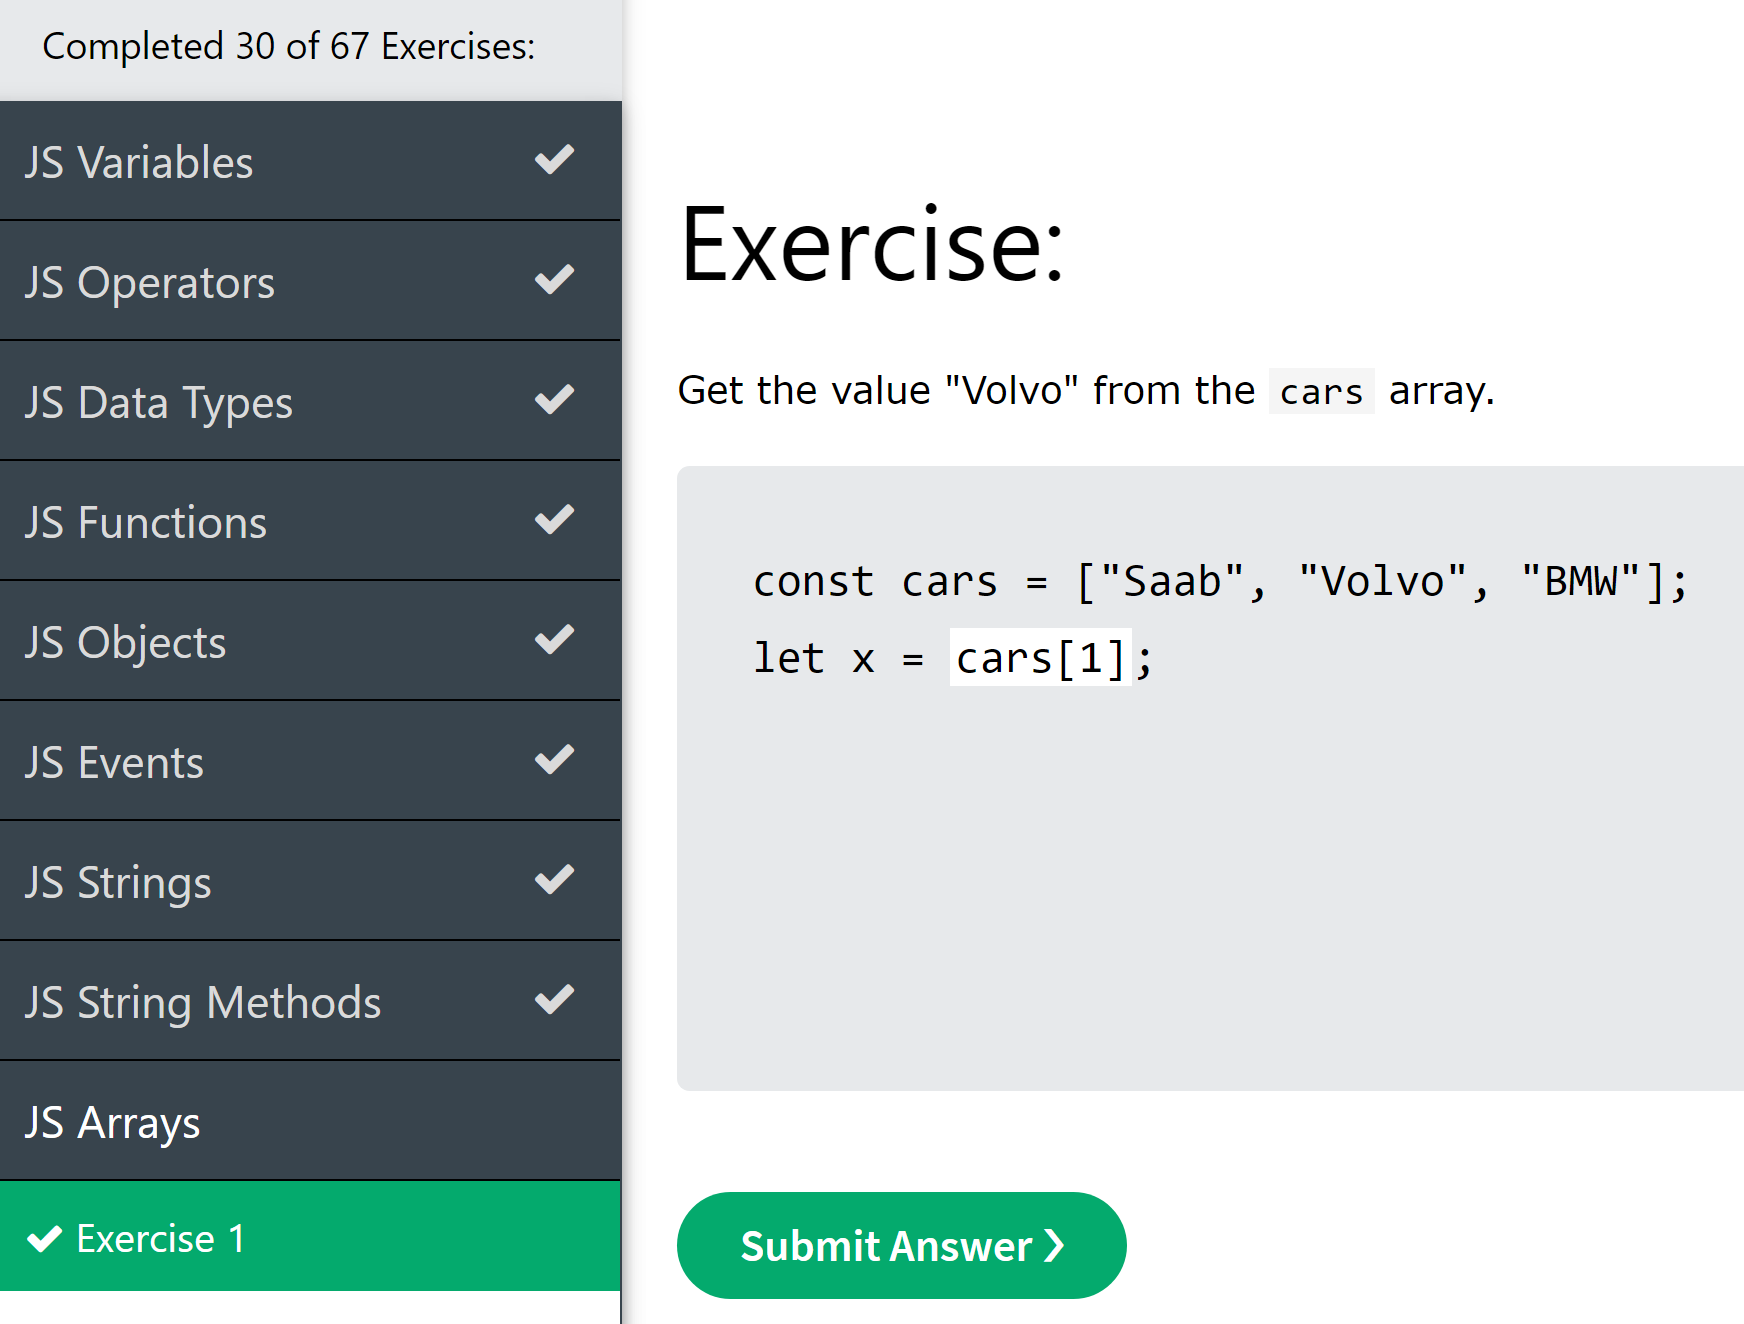 Completed 30 of 67 Exercises:
JS Variables
JS Operators
JS Data Types
JS Functions
JS Objects
JS Events
JS Strings
JS String Methods
JS Arrays
Exercise 1
Exercise:
Get the value "Volvo" from the cars array.
const cars = ["Saab", "Volvo", "BMW"];
let x = cars[1];
Submit Answer ❯